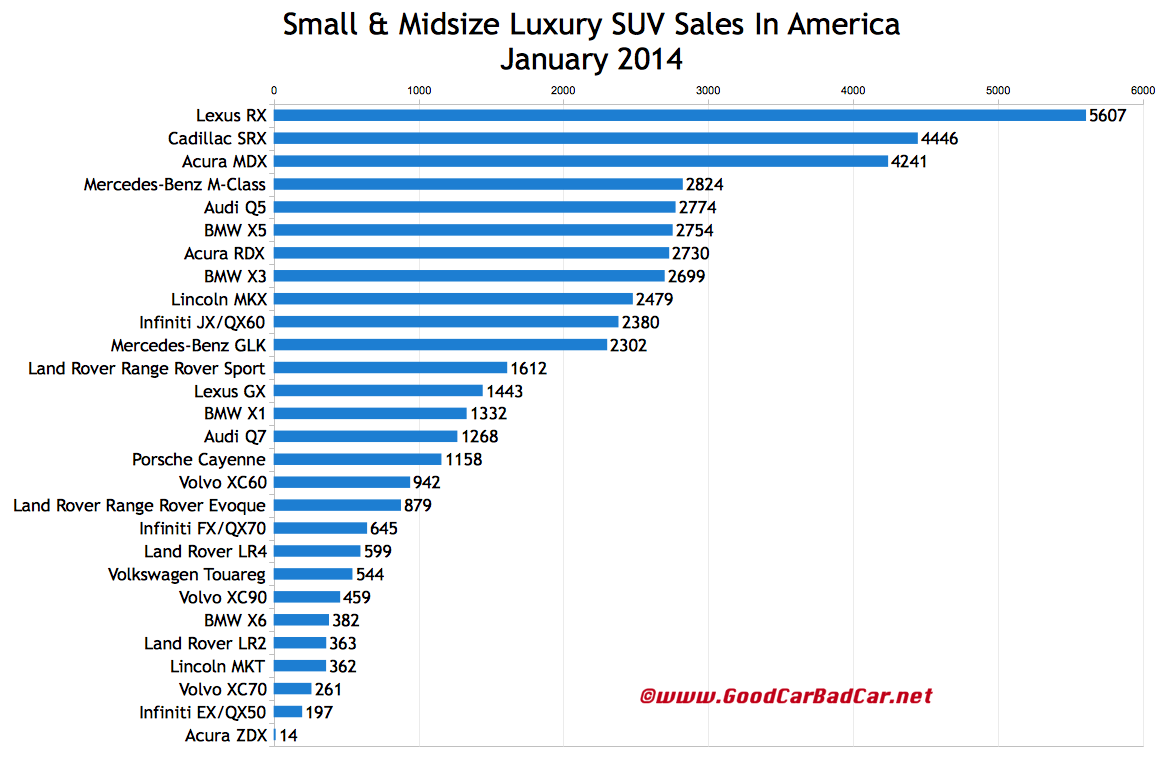 Small & Midsize Luxury SUV Sales In America
January 2014
0 1000 2000 3000 4000 5000 6000
Lexus RX 5607
Cadillac SRX 4446
Acura MDX 4241
Mercedes-Benz M-Class 2824
Audi Q5 2774
BMW X5 2754
Acura RDX 2730
BMW X3 2699
Lincoln MKX 2479
Infiniti JX/QX60 2380
Mercedes-Benz GLK 2302
Land Rover Range Rover Sport 1612
Lexus GX 1443
BMW X1 1332
Audi Q7 1268
Porsche Cayenne 1158
Volvo XC60 942
Land Rover Range Rover Evoque 879
Infiniti FX/QX70 645
Land Rover LR4 599
Volkswagen Touareg 544
Volvo XC90 459
BMW X6 382
Land Rover LR2 363
Lincoln MKT 362
Volvo XC70 261
©www.GoodCarBadCar.net
Infiniti EX/QX50 197
Acura ZDX 14